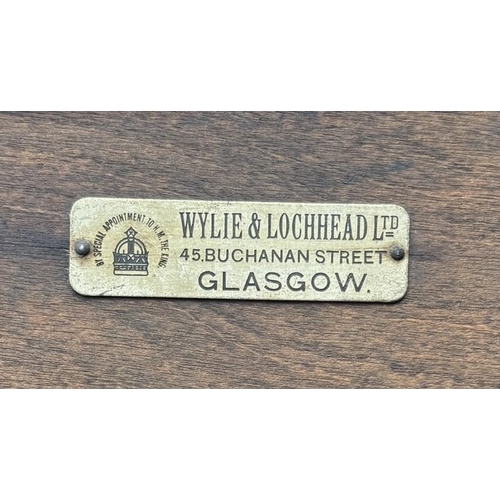 BY SPECIAL APPOINTMENT TO H.M. THE KING
WYLIE & LOCHHEAD LTD
45.BUCHANAN STREET
GLASGOW.